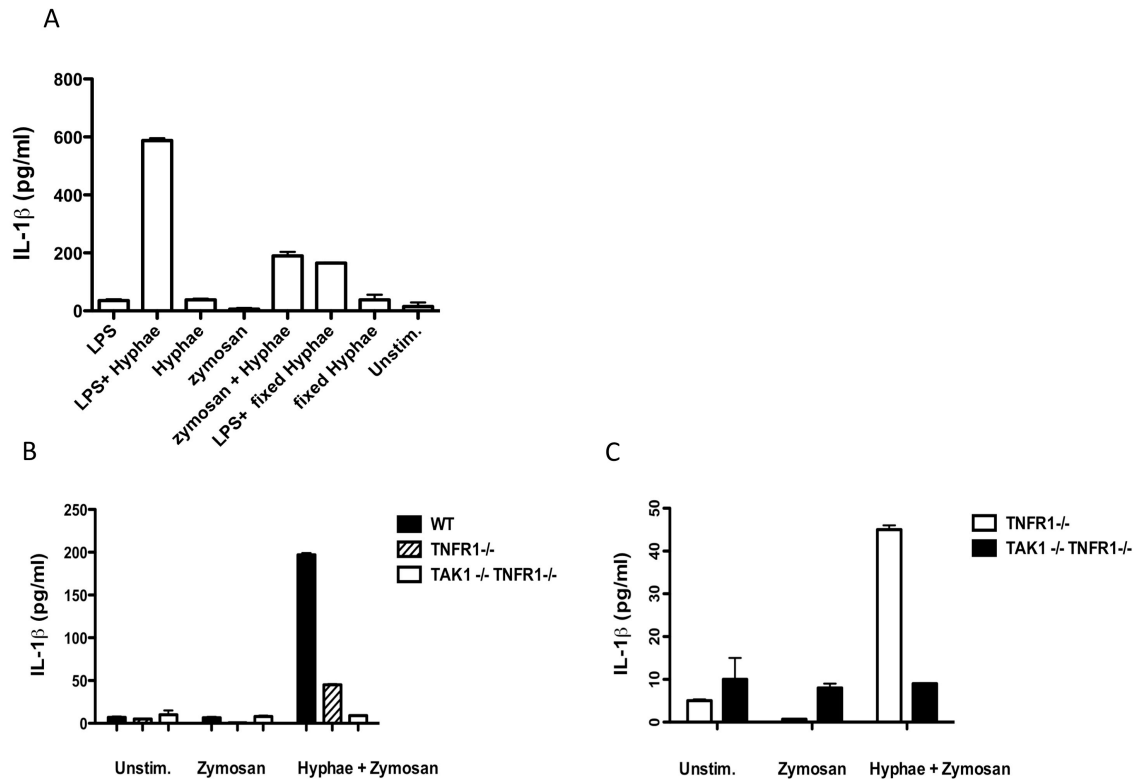 A
800
600
400
200
0
IL-1β (pg/ml)
LPS
LPS+ Hyphae
Hyphae
zymosan
zymosan + Hyphae
LPS+ fixed Hyphae
fixed Hyphae
Unstim.
B
250
200
150
100
50
0
IL-1β (pg/ml)
WT
TNFR1-/-
TAK1 -/- TNFR1-/-
Unstim. Zymosan Hyphae + Zymosan
C
50
40
30
20
10
0
IL-1β (pg/ml)
TNFR1-/-
TAK1 -/- TNFR1-/-
Unstim. Zymosan Hyphae + Zymosan